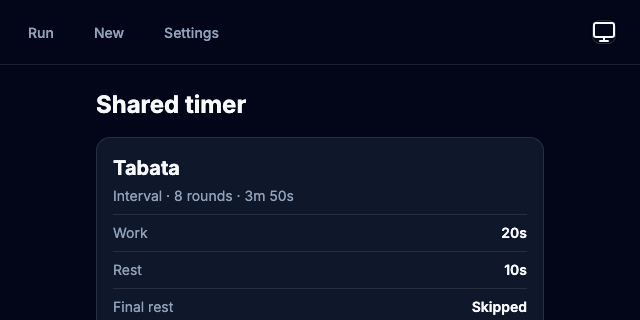 Run New Settings
Shared timer
Tabata
Interval · 8 rounds · 3m 50s
Work 20s
Rest 10s
Final rest Skipped